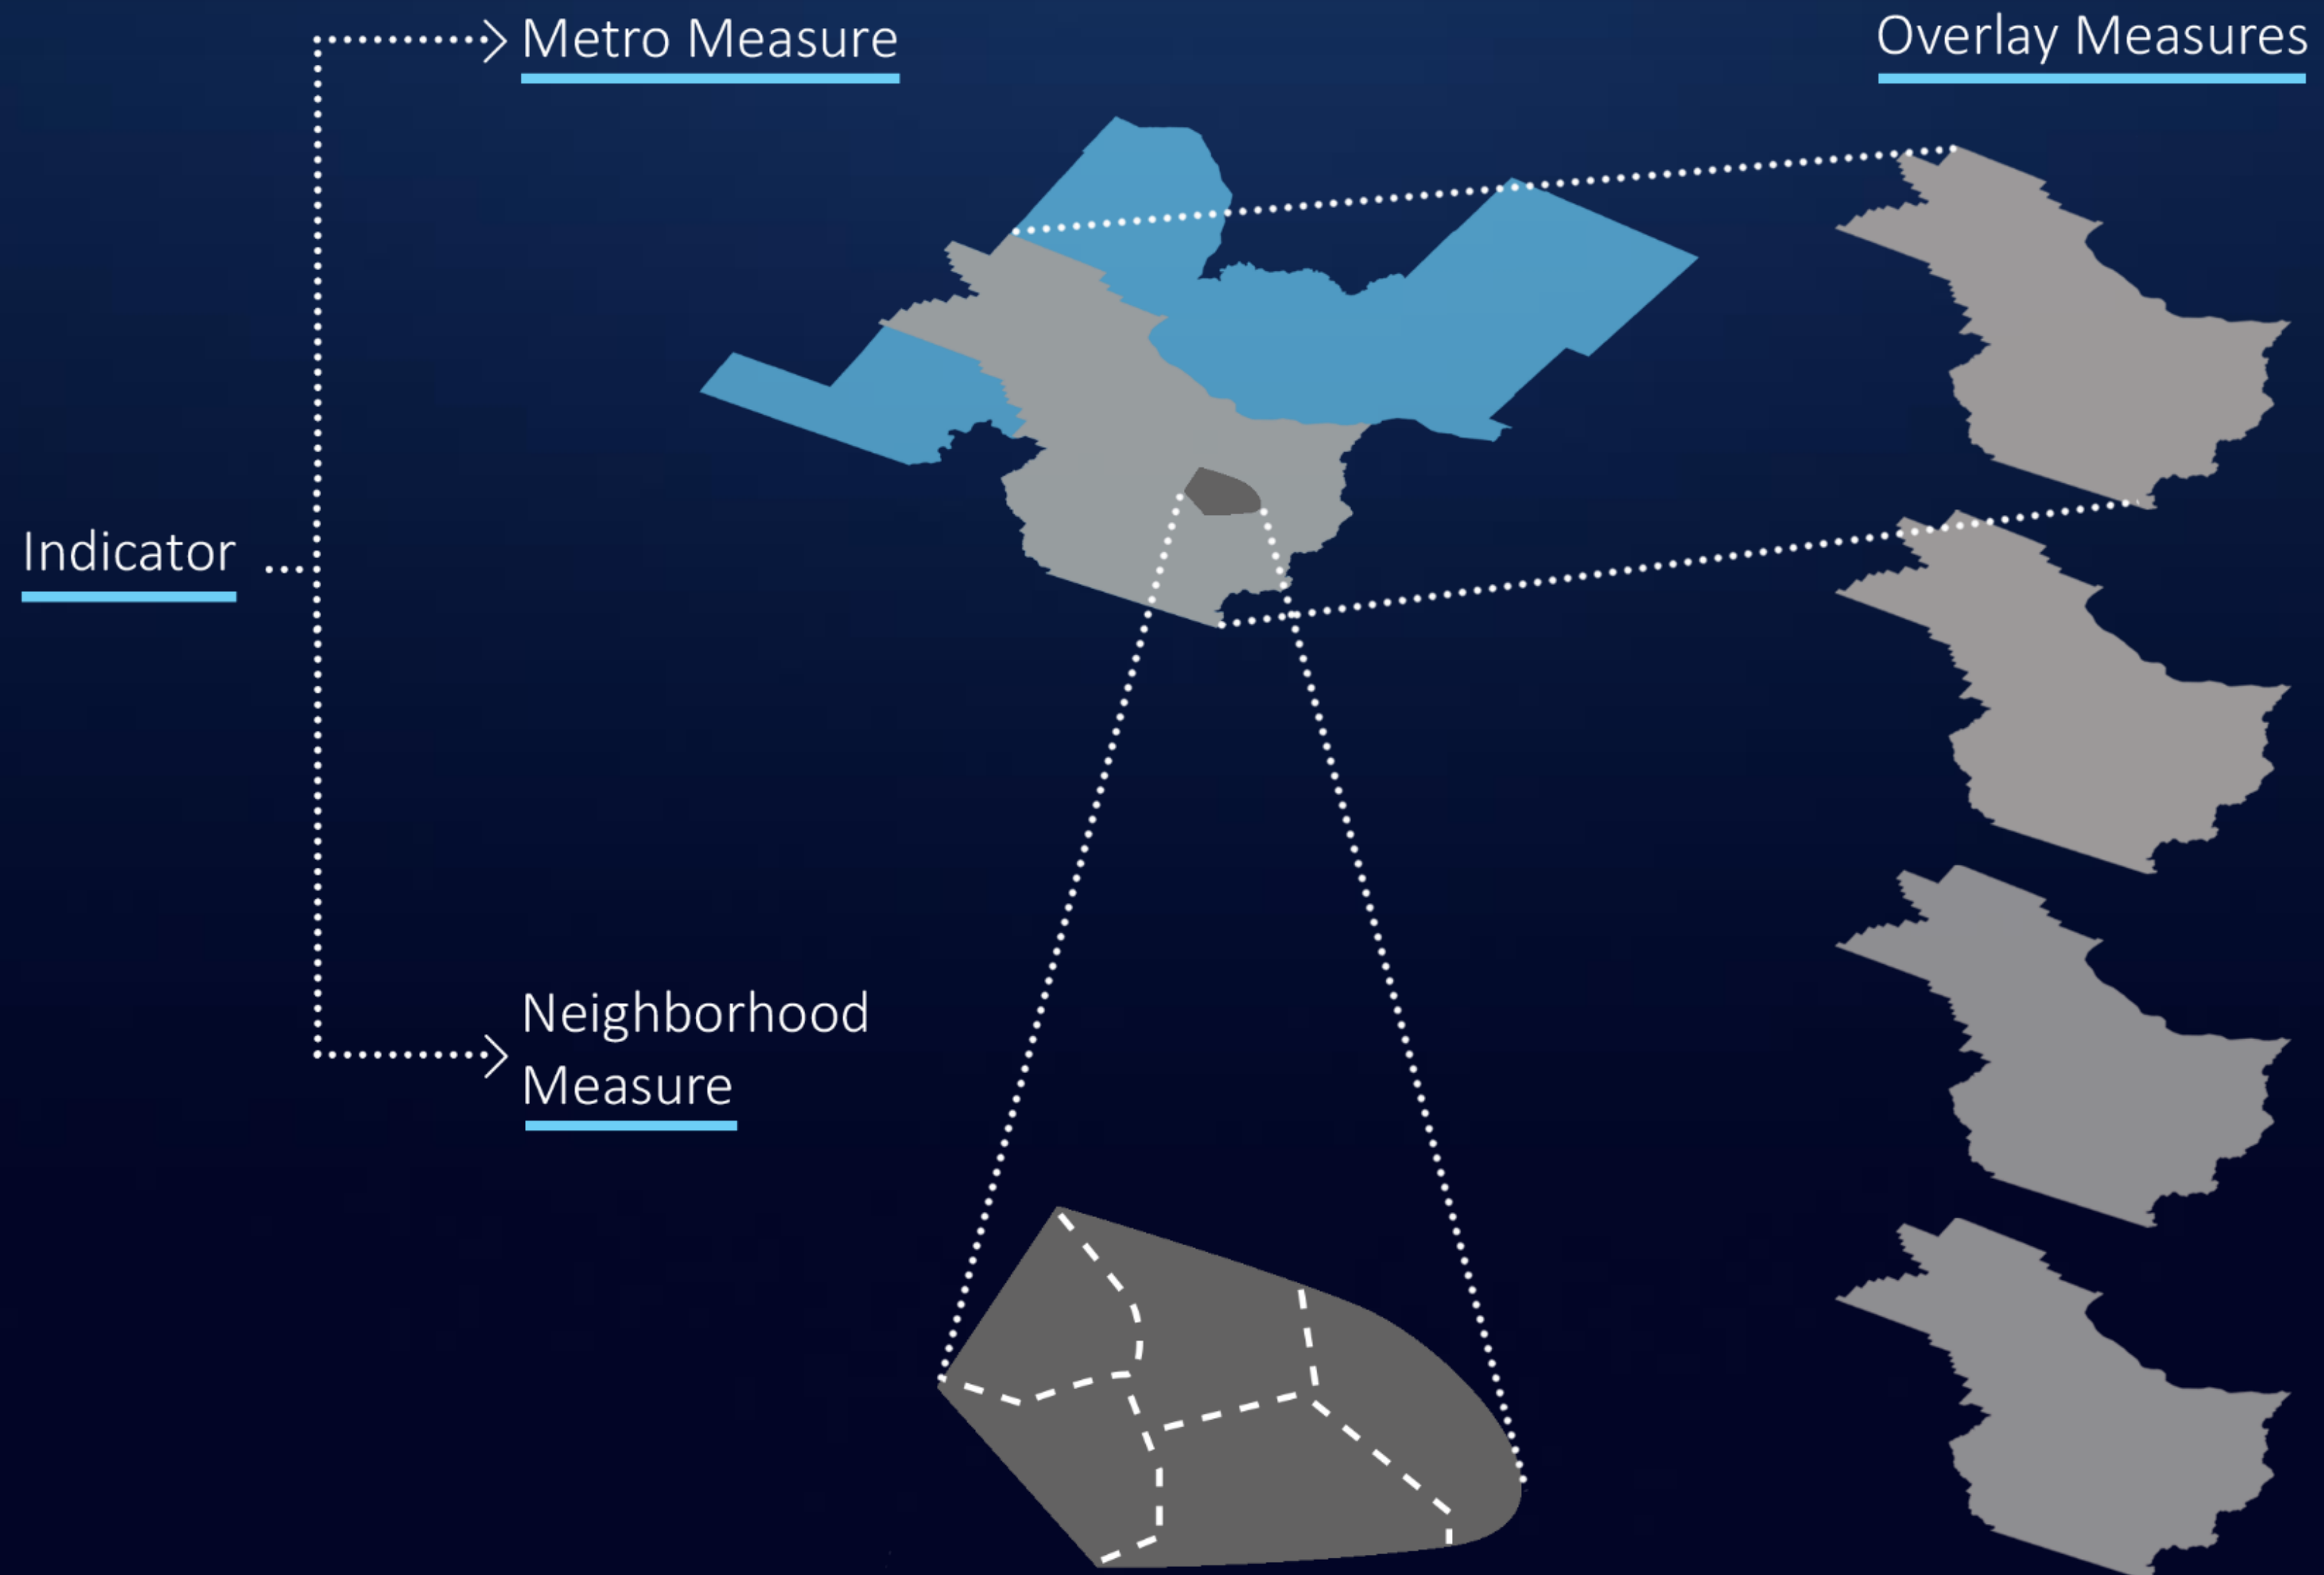 Metro Measure
Overlay Measures
Indicator
Neighborhood
Measure